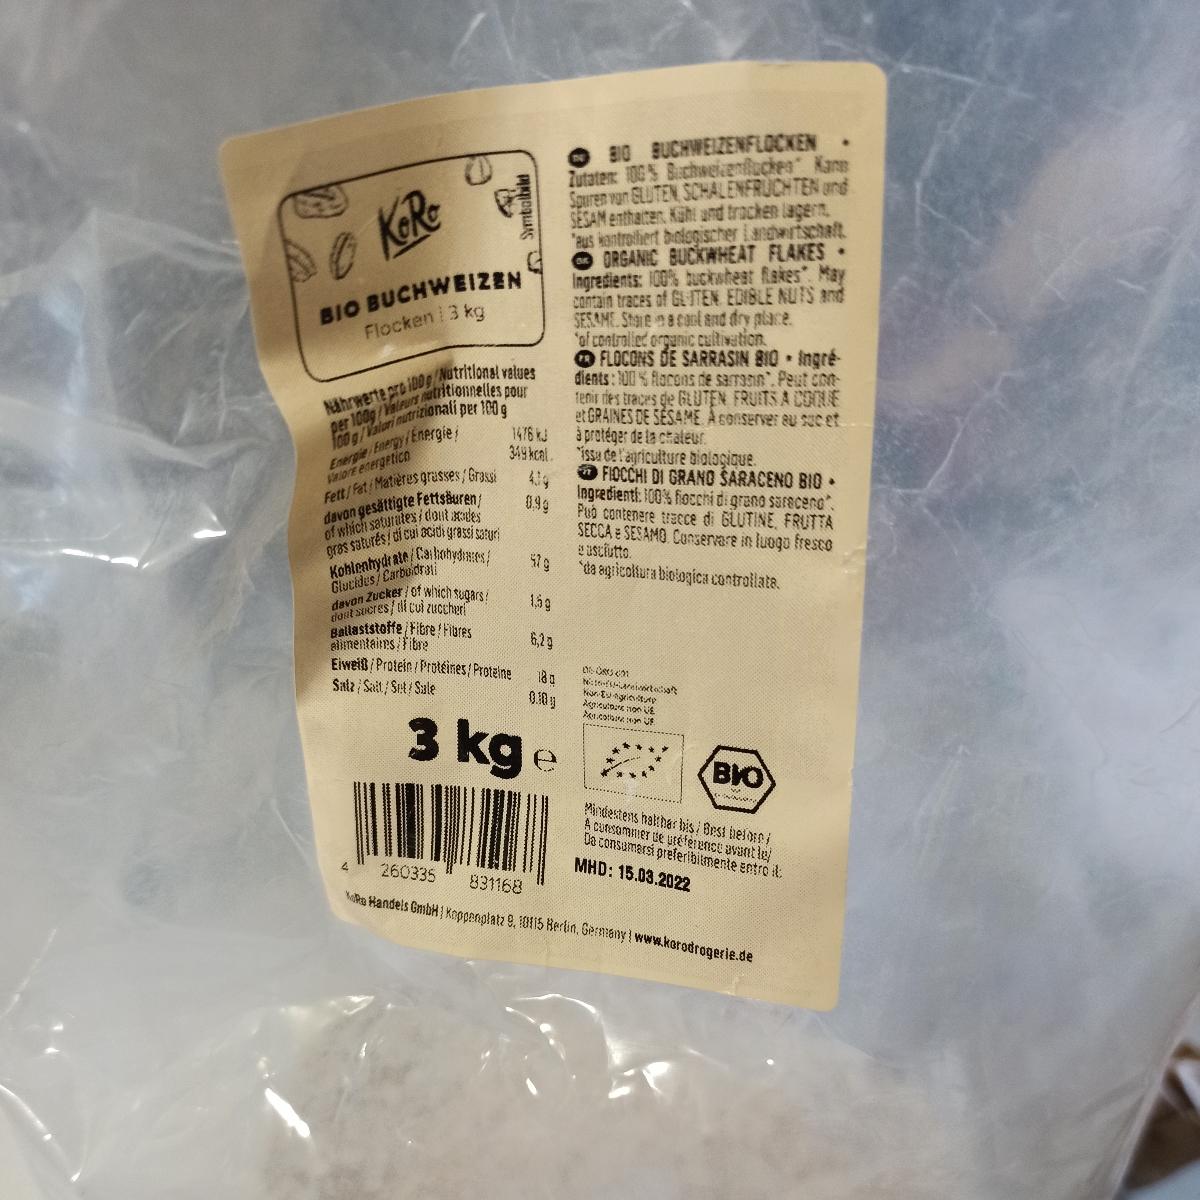 KoRo
Symbolbild
BIO BUCHWEIZEN
Flocken | 3 kg
Nährwerte pro 100 g / Nutritional values
per 100g / Valeurs nutritionnelles pour
100 g / Valori nutrizionali per 100 g
Energie / Energy / Énergie /
Valore energetico
1476 kJ
349 kcal
Fett / Fat / Matières grasses / Grassi
4,1 g
davon gesättigte Fettsäuren /
of which saturates / dont acides
gras saturés / di cui acidi grassi saturi
0,9 g
Kohlenhydrate / Carbohydrates /
Glucides / Carboidrati
57 g
davon Zucker / of which sugars /
dont sucres / di cui zuccheri
1,6 g
Ballaststoffe / Fibre / Fibres
alimentaires / Fibre
6,2 g
Eiweiß / Protein / Protéines / Proteine
18 g
Salz / Salt / Sel / Sale
0,10 g
3 kg ℮
4 260335 831168
KoRo Handels GmbH | Koppenplatz 9, 10115 Berlin, Germany | www.korodrogerie.de
DE BIO BUCHWEIZENFLOCKEN •
Zutaten: 100 % Buchweizenflocken*. Kann
Spuren von GLUTEN, SCHALENFRÜCHTEN und
SESAM enthalten. Kühl und trocken lagern.
*aus kontrolliert biologischer Landwirtschaft.
ORGANIC BUCKWHEAT FLAKES •
Ingredients: 100% buckwheat flakes*. May
contain traces of GLUTEN, EDIBLE NUTS and
SESAME. Store in a cool and dry place.
*of controlled organic cultivation.
FR FLOCONS DE SARRASIN BIO • Ingré-
dients : 100 % flocons de sarrasin*. Peut con-
tenir des traces de GLUTEN, FRUITS À COQUE
et GRAINES DE SÉSAME. À conserver au sec et
à protéger de la chaleur.
*issu de l'agriculture biologique.
IT FIOCCHI DI GRANO SARACENO BIO •
Ingredienti: 100% fiocchi di grano saraceno*.
Può contenere tracce di GLUTINE, FRUTTA
SECCA e SESAMO. Conservare in luogo fresco
e asciutto.
*da agricoltura biologica controllata.
Nicht-EU-Landwirtschaft
Non-EU-agriculture
Agriculture non UE
Agricoltura non UE
BIO
Mindestens haltbar bis / Best before /
À consommer de préférence avant le/
Da consumarsi preferibilmente entro il:
MHD: 15.03.2022